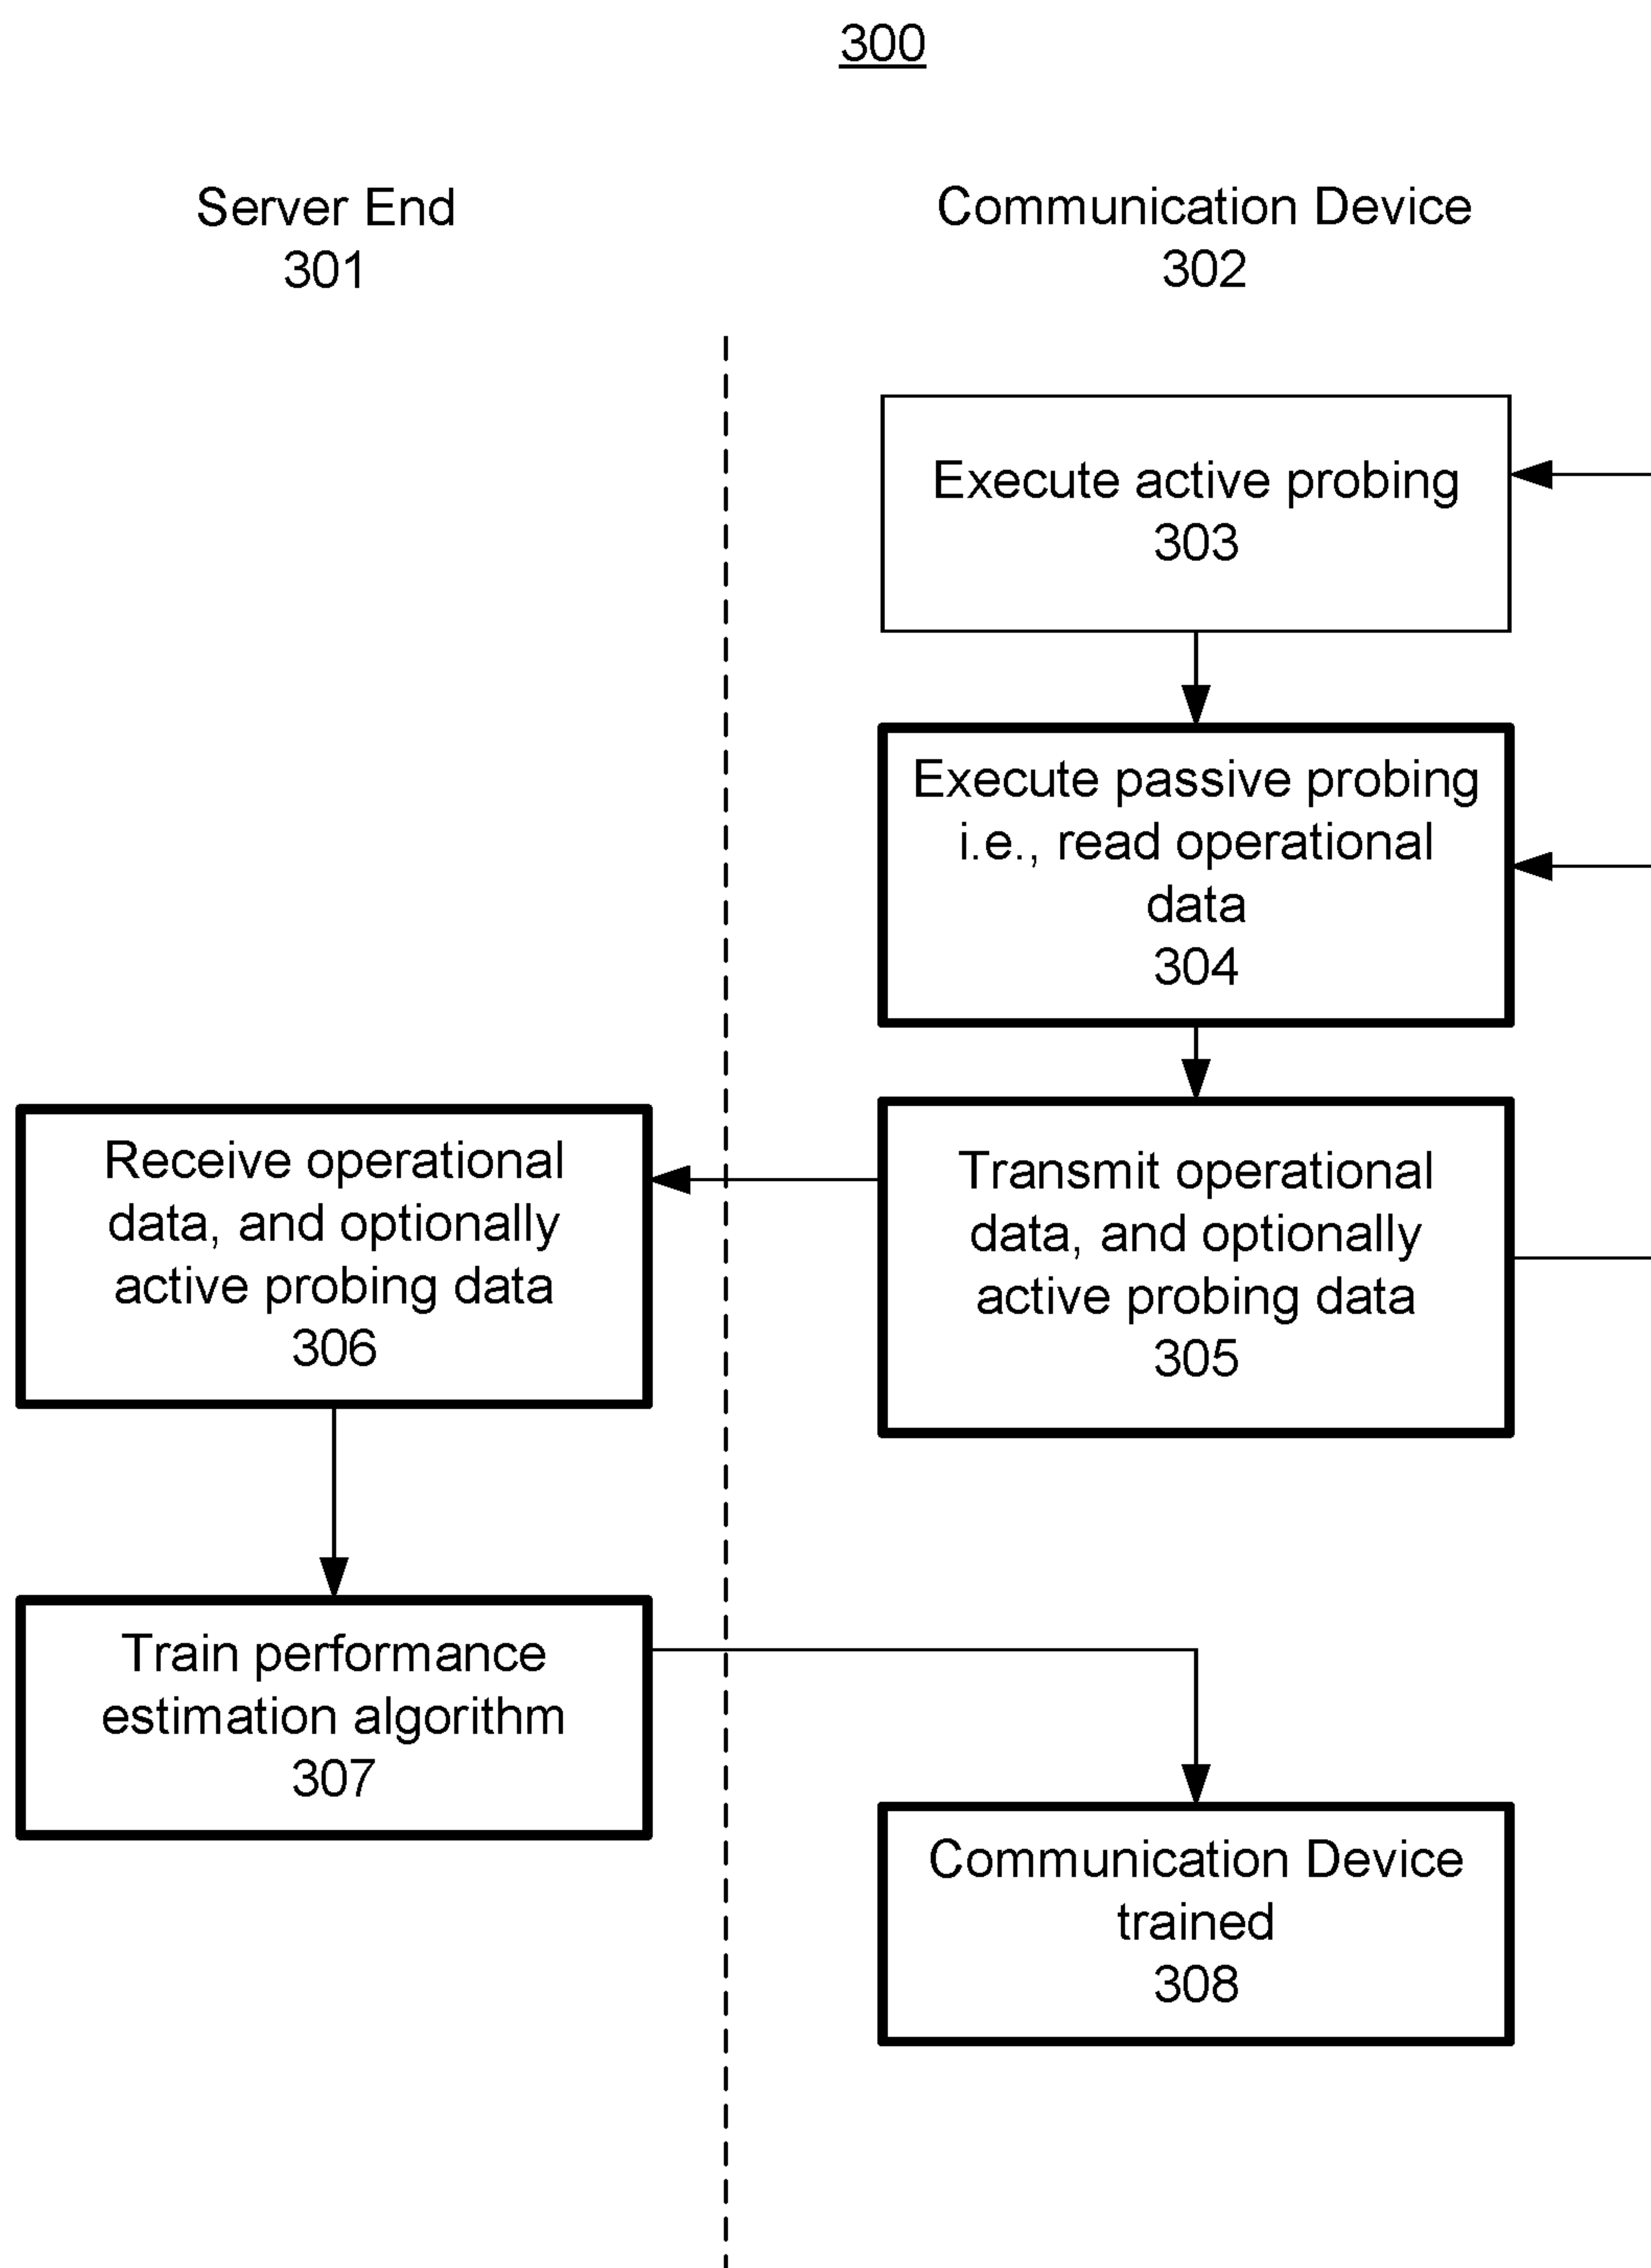 300
Server End
301
Communication Device
302
Execute active probing
303
Execute passive probing
i.e., read operational
data
304
Transmit operational
data, and optionally
active probing data
305
Receive operational
data, and optionally
active probing data
306
Train performance
estimation algorithm
307
Communication Device
trained
308